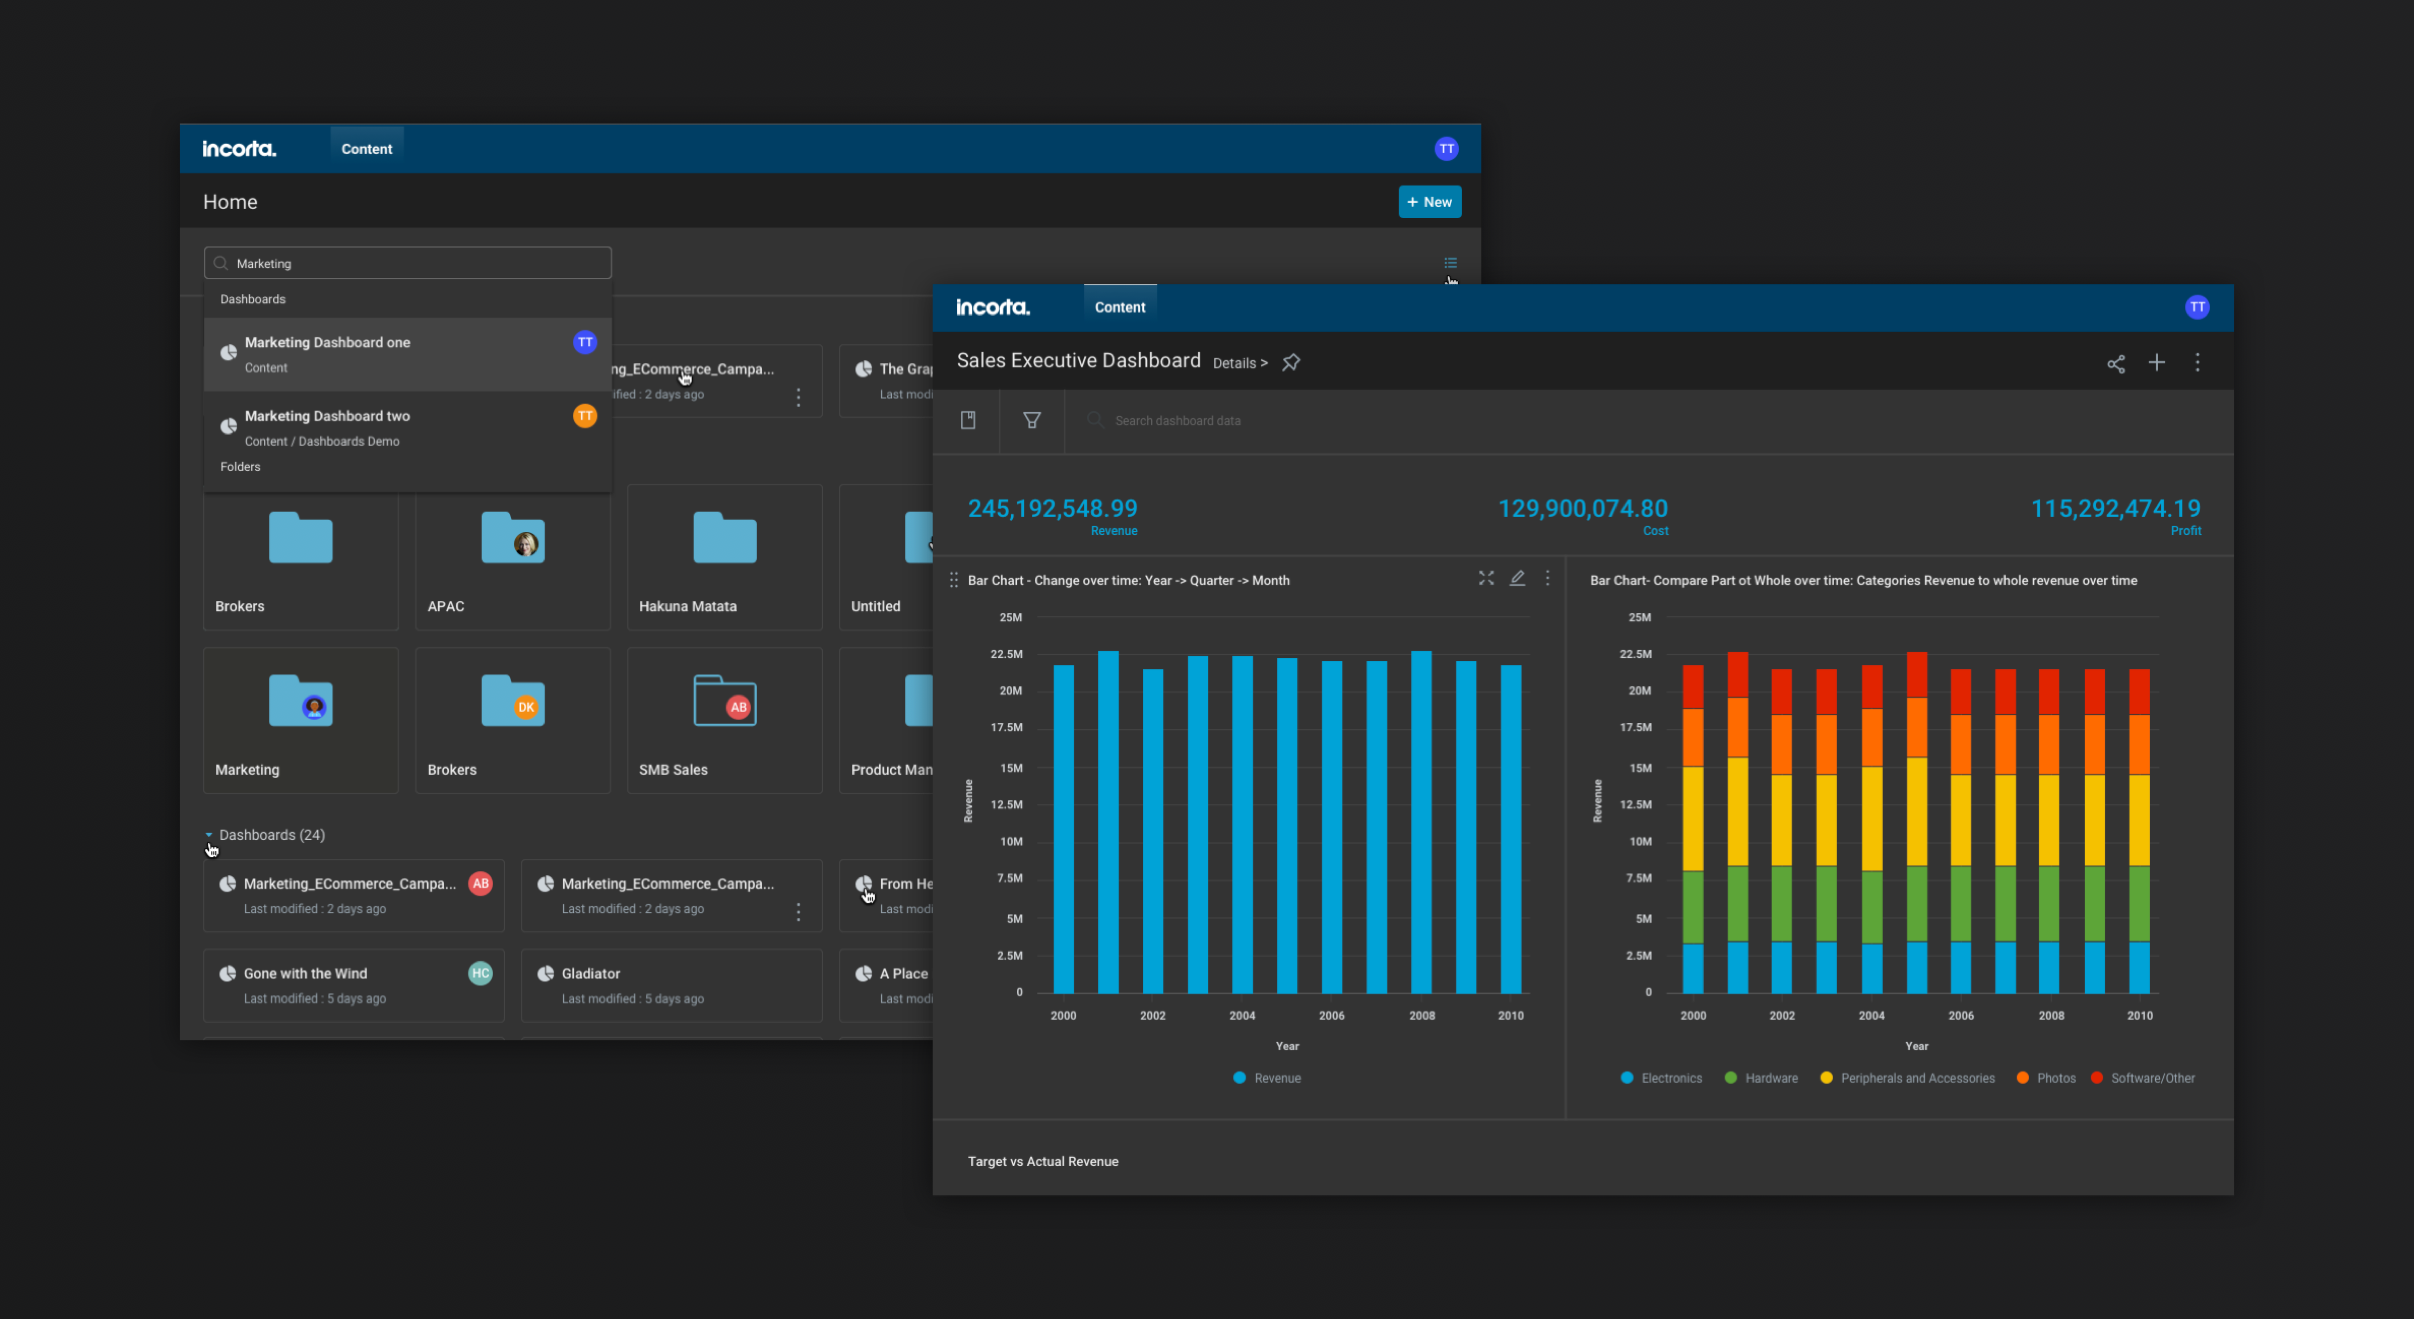 incorta.
Content
TT
Home
+ New
Marketing
Dashboards
Marketing Dashboard one
TT
Content
Marketing Dashboard two
TT
Content / Dashboards Demo
Folders
ng_ECommerce_Campa...
ified : 2 days ago
The Grap
Last modi
Brokers
APAC
Hakuna Matata
Untitled
DK
AB
Marketing
Brokers
SMB Sales
Product Man
Dashboards (24)
Marketing_ECommerce_Campa...
AB
Last modified : 2 days ago
Marketing_ECommerce_Campa...
Last modified : 2 days ago
From He
Last modi
Gone with the Wind
HC
Last modified : 5 days ago
Gladiator
Last modified : 5 days ago
A Place
Last modi
incorta.
Content
TT
Sales Executive Dashboard
Details >
Search dashboard data
245,192,548.99
Revenue
129,900,074.80
Cost
115,292,474.19
Profit
Bar Chart - Change over time: Year -> Quarter -> Month
25M
22.5M
20M
17.5M
15M
12.5M
10M
7.5M
5M
2.5M
0
Revenue
2000
2002
2004
2006
2008
2010
Year
Revenue
Bar Chart- Compare Part ot Whole over time: Categories Revenue to whole revenue over time
25M
22.5M
20M
17.5M
15M
12.5M
10M
7.5M
5M
2.5M
0
Revenue
2000
2002
2004
2006
2008
2010
Year
Electronics
Hardware
Peripherals and Accessories
Photos
Software/Other
Target vs Actual Revenue